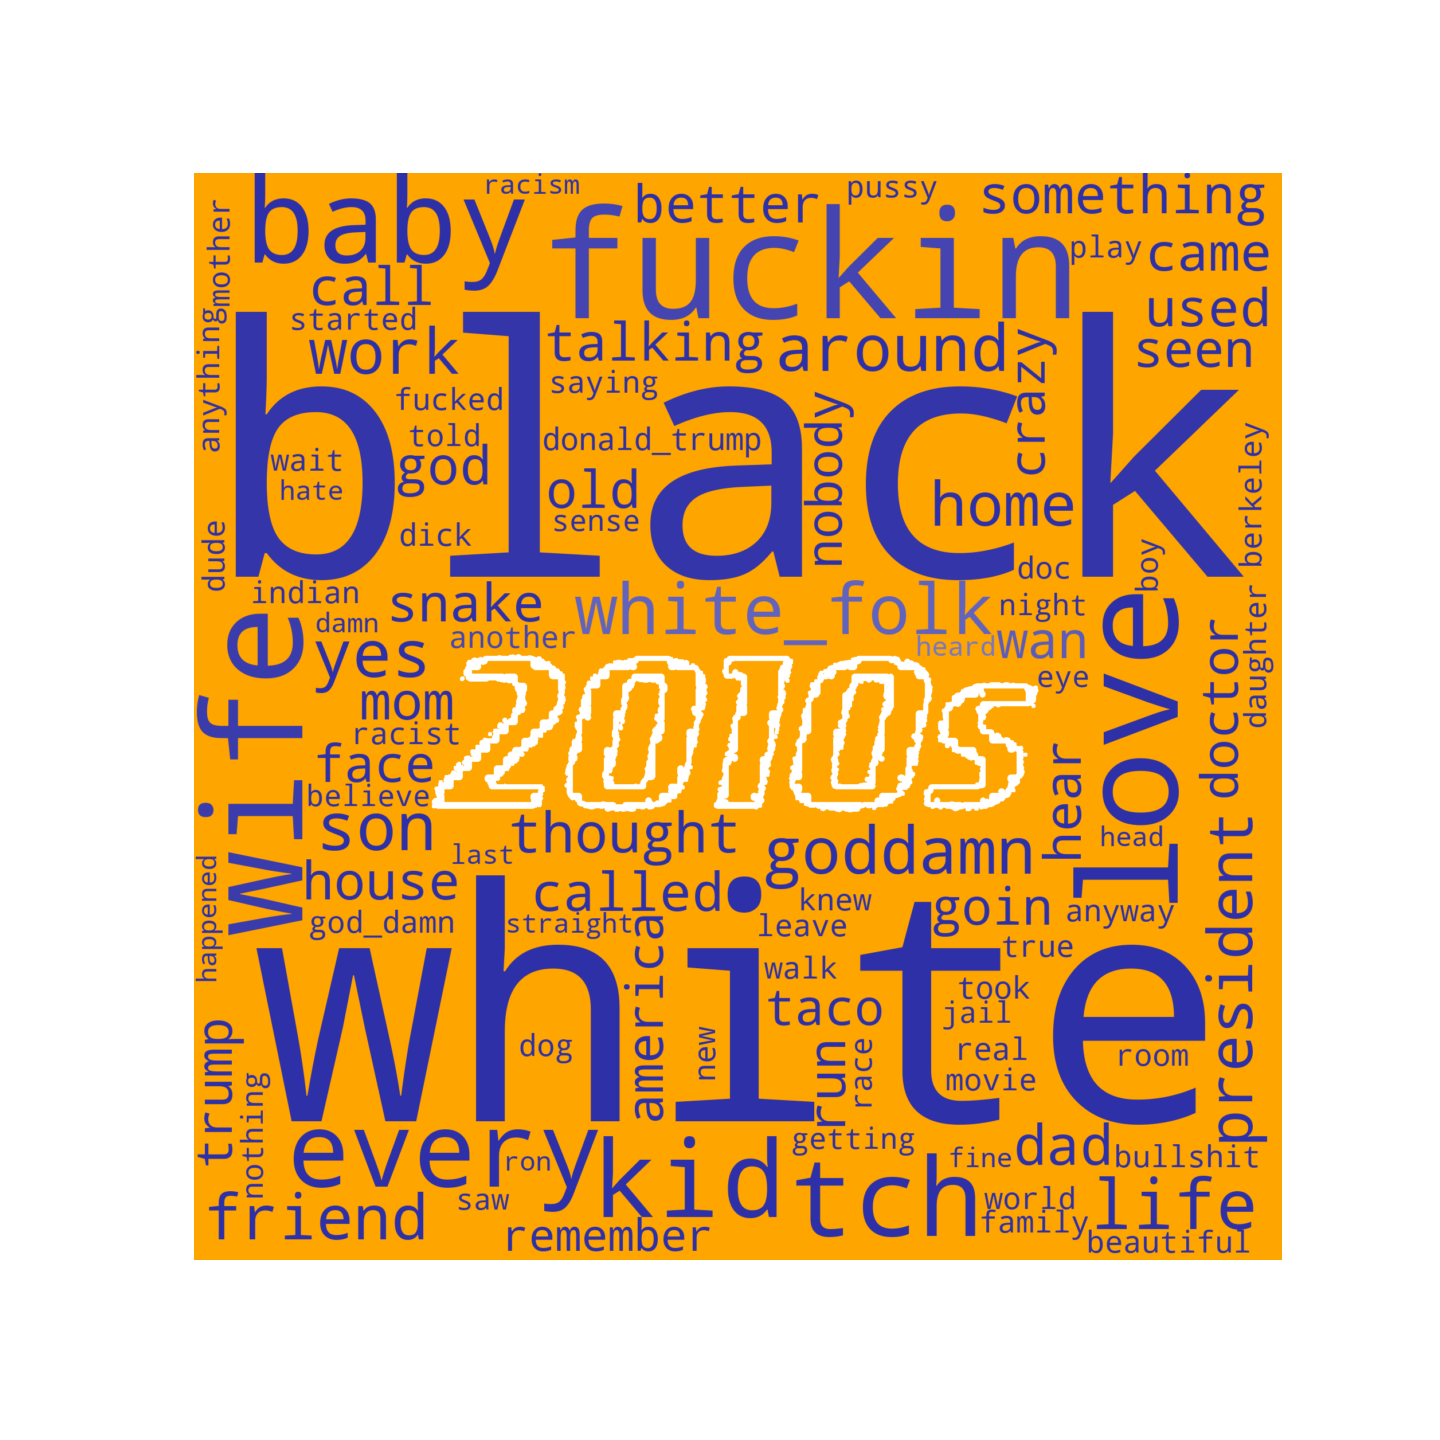 racism
baby
better
pussy
something
fuckin
play
came
mother
call
used
started
anything
work
talking
around
seen
crazy
saying
black
fucked
nobody
told
donald_trump
wait
god
hate
old
home
berkeley
sense
dick
dude
doc
boy
indian
snake
white_folk
night
love
damn
another
heard
wan
yes
daughter
doctor
wife
2010s
eye
mom
racist
face
hear
believe
son
thought
goddamn
head
last
house
called
knew
goin
anyway
president
happened
god_damn
straight
leave
america
true
white
walk
took
taco
jail
dog
new
run
race
real
room
movie
trump
nothing
every
ron
kid
getting
tch
fine
dad
bullshit
friend
saw
world
life
remember
family
beautiful